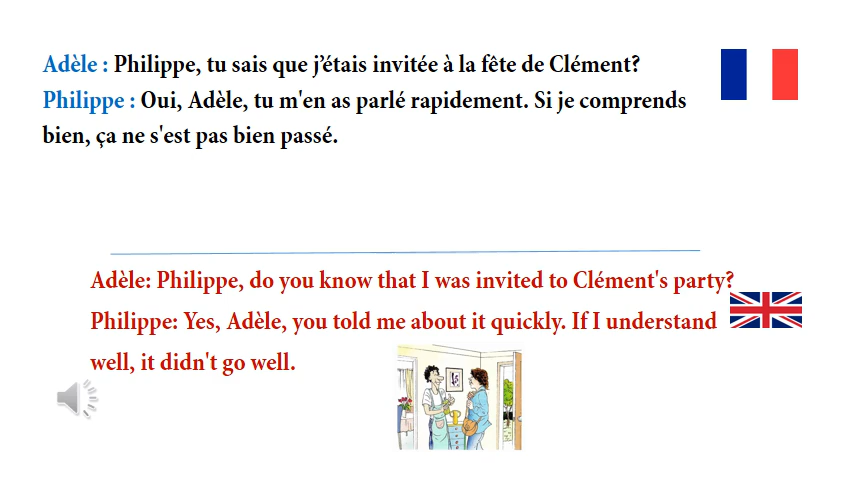 Adèle : Philippe, tu sais que j’étais invitée à la fête de Clément?
Philippe : Oui, Adèle, tu m'en as parlé rapidement. Si je comprends
bien, ça ne s'est pas bien passé.
Adèle: Philippe, do you know that I was invited to Clément's party?
Philippe: Yes, Adèle, you told me about it quickly. If I understand
well, it didn't go well.